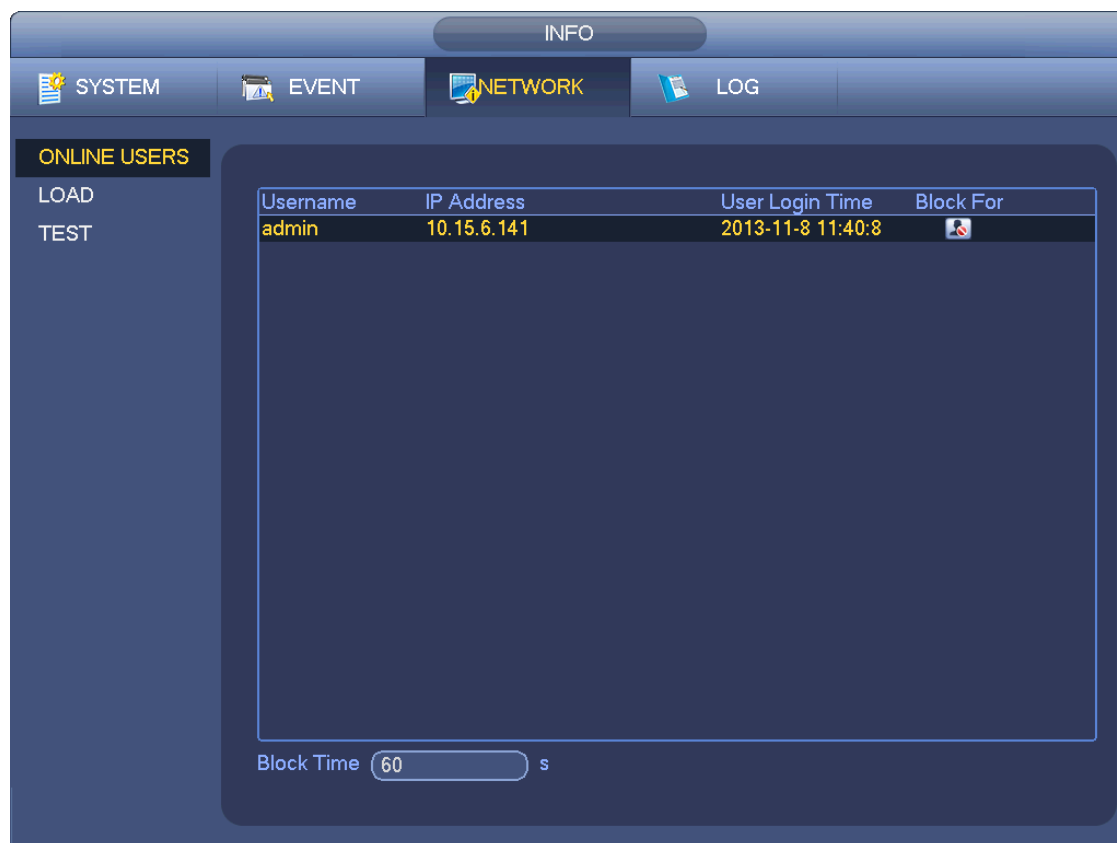 INFO
SYSTEM EVENT NETWORK LOG
ONLINE USERS
LOAD
TEST
Username IP Address User Login Time Block For
admin 10.15.6.141 2013-11-8 11:40:8
Block Time 60 s